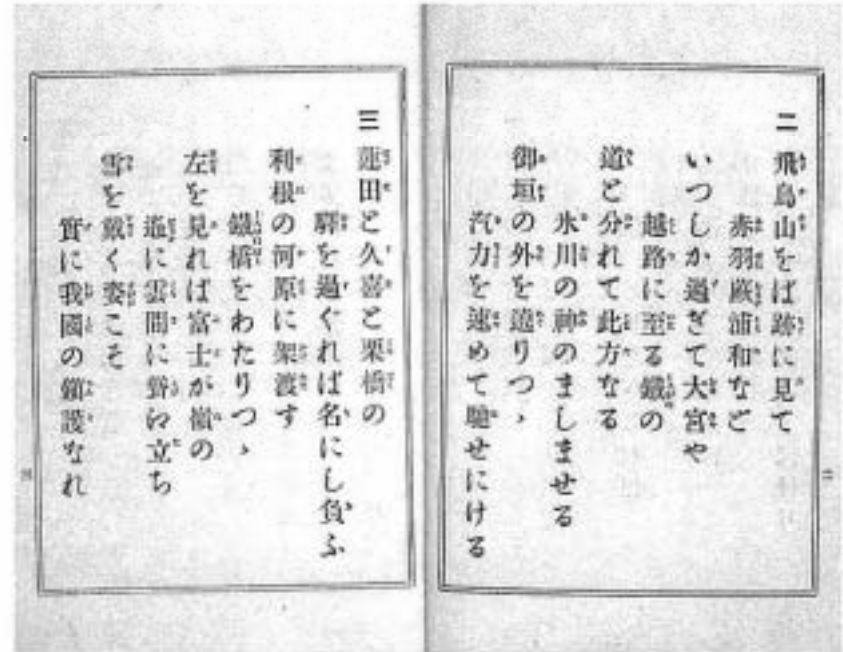 二 飛鳥山をば跡に見て
赤羽蕨浦和など
いつしか過ぎて大宮や
越路に至る鐵の
道と分れて此方なる
氷川の神のましませる
御垣の外を遶りつゝ
汽力を速めて馳せにける
三 蓮田と久喜と栗橋の
驛を過ぐれば名にし負ふ
利根の河原に架渡す
鐵橋をわたりつゝ
左を見れば富士が嶺の
遙に雲間に聳江立ち
雪を戴く姿こそ
實に我國の鎭護なれ